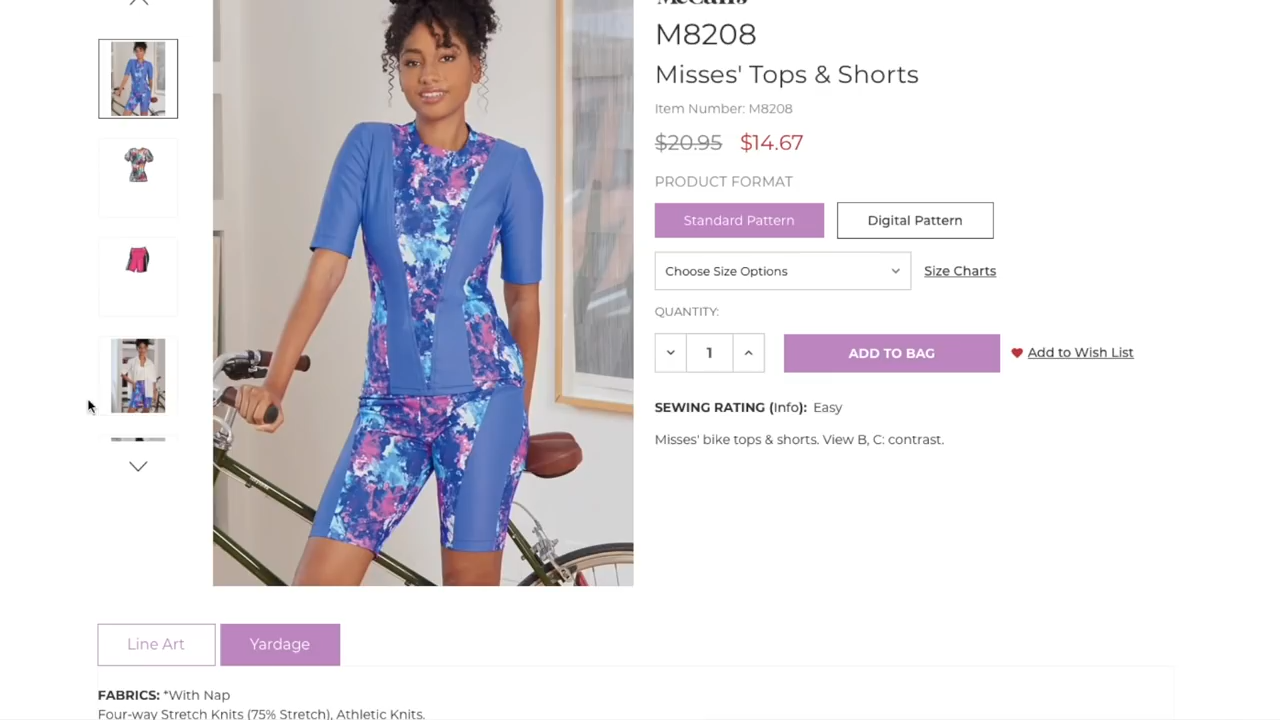 McCall's
M8208
Misses' Tops & Shorts
Item Number: M8208
$20.95 $14.67
PRODUCT FORMAT
Standard Pattern Digital Pattern
Choose Size Options Size Charts
QUANTITY:
1 ADD TO BAG Add to Wish List
SEWING RATING (Info): Easy
Misses' bike tops & shorts. View B, C: contrast.
Line Art Yardage
FABRICS: *With Nap
Four-way Stretch Knits (75% Stretch), Athletic Knits.